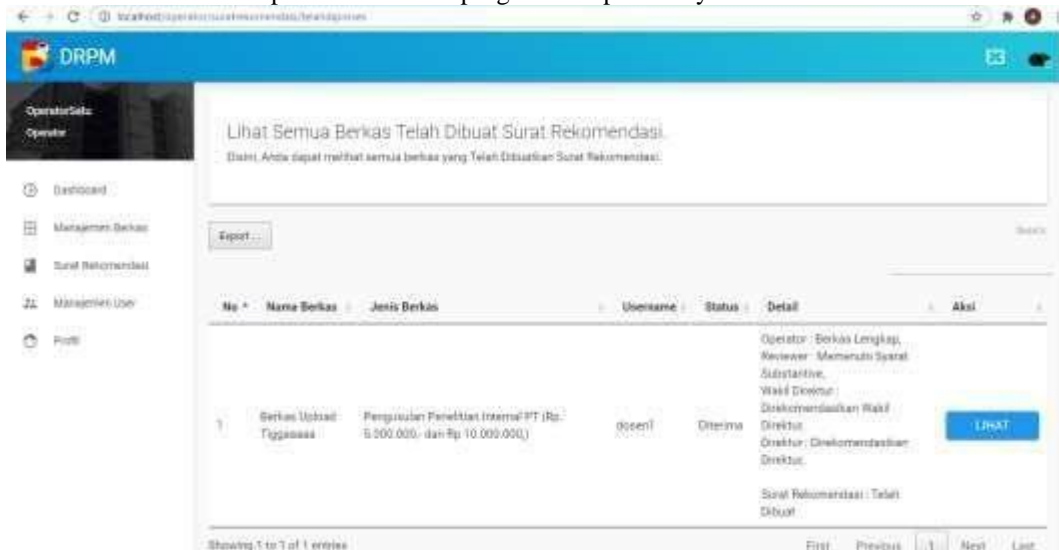 localhost/operator/suratrekomendasi/telahdiproses
DRPM
OperatorSatu
Operator
Lihat Semua Berkas Telah Dibuat Surat Rekomendasi.
Disini, Anda dapat melihat semua berkas yang Telah Dibuatkan Surat Rekomendasi.
Dashboard
Manajemen Berkas
Surat Rekomendasi
Manajemen User
Profil
Export ...
Search
No Nama Berkas Jenis Berkas Username Status Detail Aksi
Operator : Berkas Lengkap,
Reviewer : Memenuhi Syarat
Substantive,
Wakil Direktur :
Direkomendasikan Wakil
Direktur,
Direktur : Direkomendasikan
Direktur,
Surat Rekomendasi : Telah
Dibuat
1
Berkas Upload
Tiggaaaaa
Pengusulan Penelitian Internal PT (Rp.
5.000.000,- dan Rp 10.000.000,)
dosen1
Diterima
LIHAT
Showing 1 to 1 of 1 entries
First Previous 1 Next Last